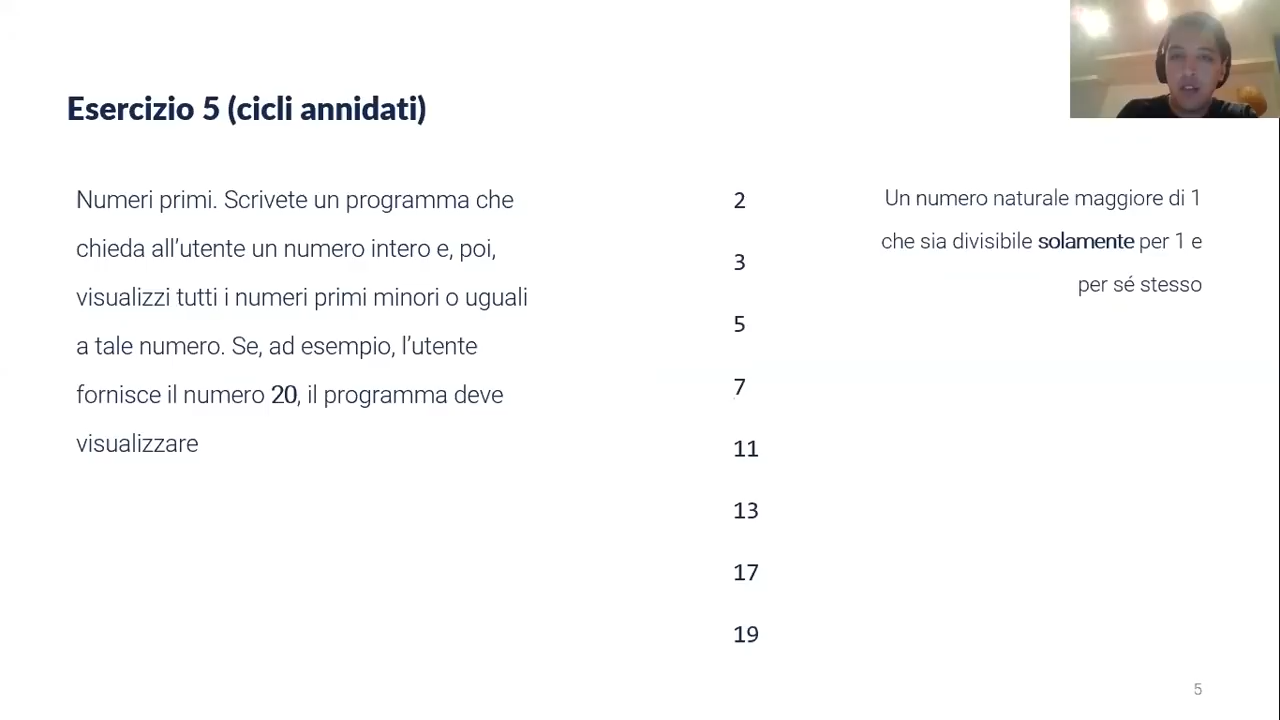 Esercizio 5 (cicli annidati)
Numeri primi. Scrivete un programma che
chieda all’utente un numero intero e, poi,
visualizzi tutti i numeri primi minori o uguali
a tale numero. Se, ad esempio, l’utente
fornisce il numero 20, il programma deve
visualizzare
2
3
5
7
11
13
17
19
Un numero naturale maggiore di 1
che sia divisibile solamente per 1 e
per sé stesso
5